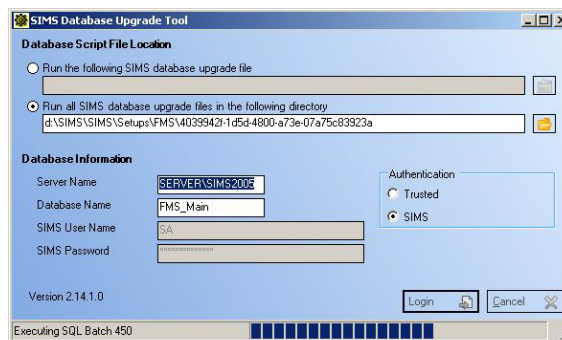 SIMS Database Upgrade Tool
Database Script File Location
Run the following SIMS database upgrade file
Run all SIMS database upgrade files in the following directory
d:\SIMS\SIMS\Setups\FMS\4039942f-1d5d-4800-a73e-07a75c83923a
Database Information
Server Name
SERVER\SIMS2005
Database Name
FMS_Main
SIMS User Name
SA
SIMS Password
*************
Authentication
Trusted
SIMS
Version 2.14.1.0
Login
Cancel
Executing SQL Batch 450